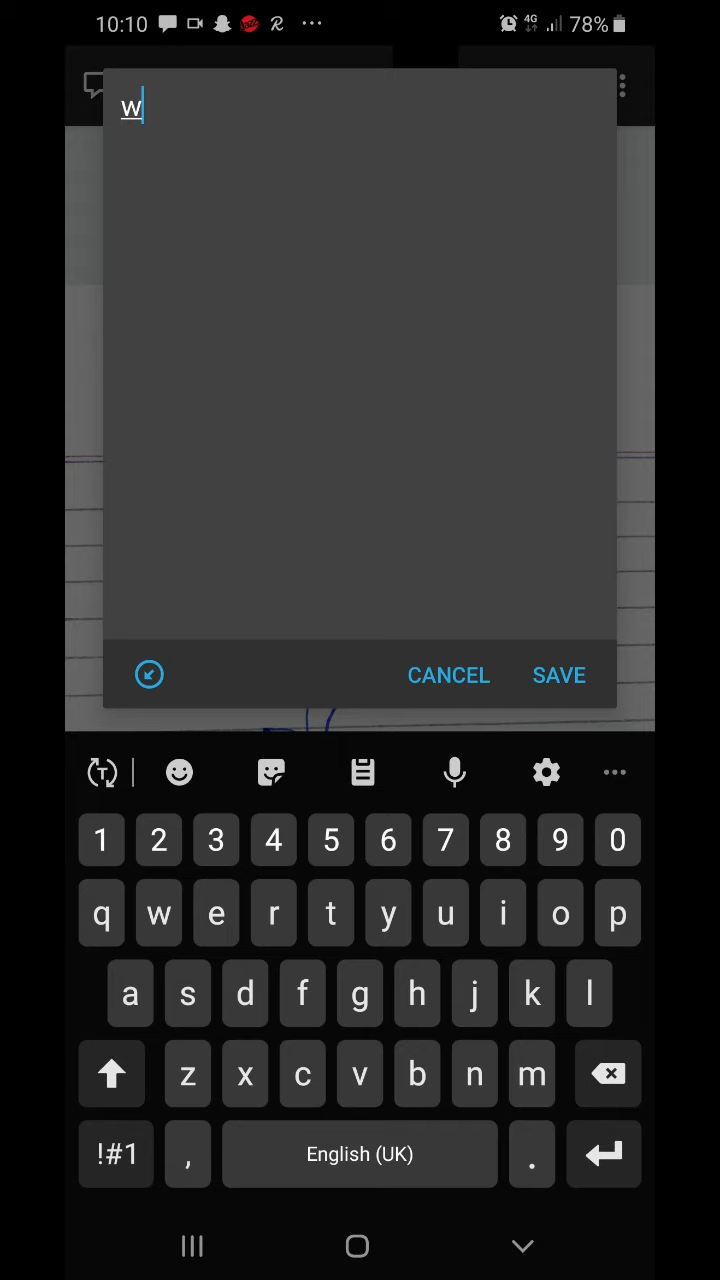 10:10 4G 78%
w
CANCEL SAVE
1 2 3 4 5 6 7 8 9 0
q w e r t y u i o p
a s d f g h j k l
z x c v b n m
!#1 , English (UK) .